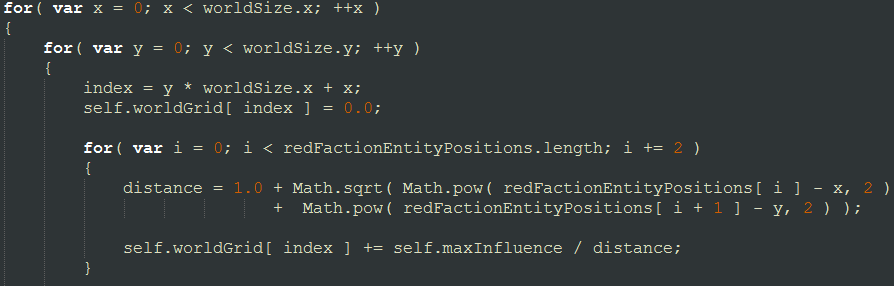 for( var x = 0; x < worldSize.x; ++x )
{
    for( var y = 0; y < worldSize.y; ++y )
    {
        index = y * worldSize.x + x;
        self.worldGrid[ index ] = 0.0;

        for( var i = 0; i < redFactionEntityPositions.length; i += 2 )
        {
            distance = 1.0 + Math.sqrt( Math.pow( redFactionEntityPositions[ i ] - x, 2 )
                           +  Math.pow( redFactionEntityPositions[ i + 1 ] - y, 2 ) );

            self.worldGrid[ index ] += self.maxInfluence / distance;
        }